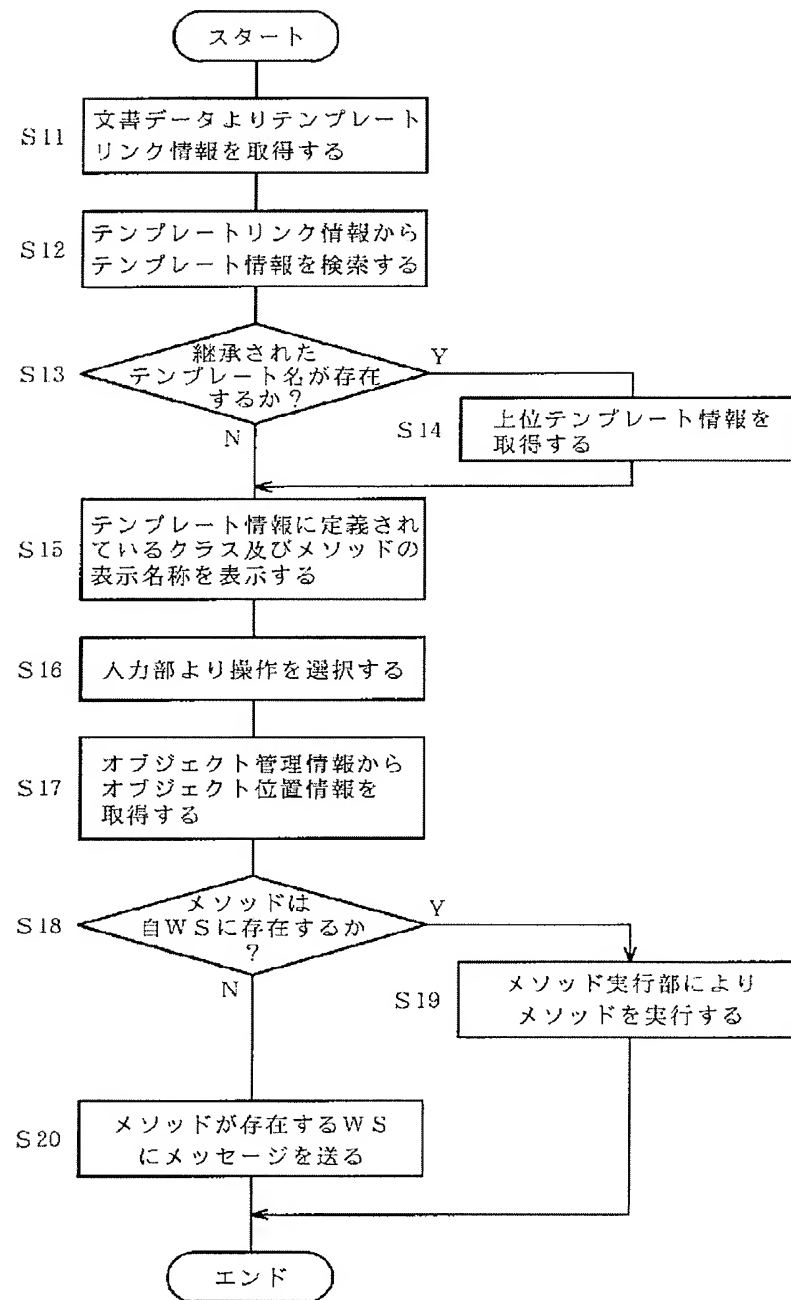 スタート
S11
文書データよりテンプレート
リンク情報を取得する
S12
テンプレートリンク情報から
テンプレート情報を検索する
S13
継承された
テンプレート名が存在
するか?
Y
N
S14
上位テンプレート情報を
取得する
S15
テンプレート情報に定義され
ているクラス及びメソッドの
表示名称を表示する
S16
入力部より操作を選択する
S17
オブジェクト管理情報から
オブジェクト位置情報を
取得する
S18
メソッドは
自WSに存在するか
?
Y
N
S19
メソッド実行部により
メソッドを実行する
S20
メソッドが存在するWS
にメッセージを送る
エンド